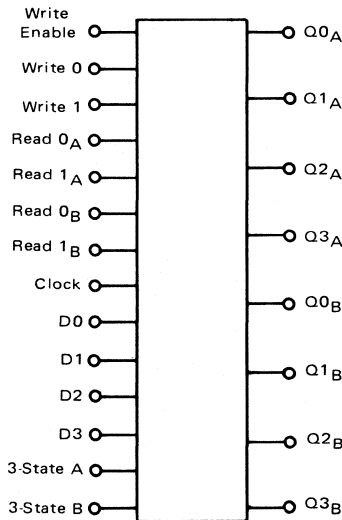 Write
Enable
Write 0
Write 1
Read 0A
Read 1A
Read 0B
Read 1B
Clock
D0
D1
D2
D3
3-State A
3-State B
Q0A
Q1A
Q2A
Q3A
Q0B
Q1B
Q2B
Q3B